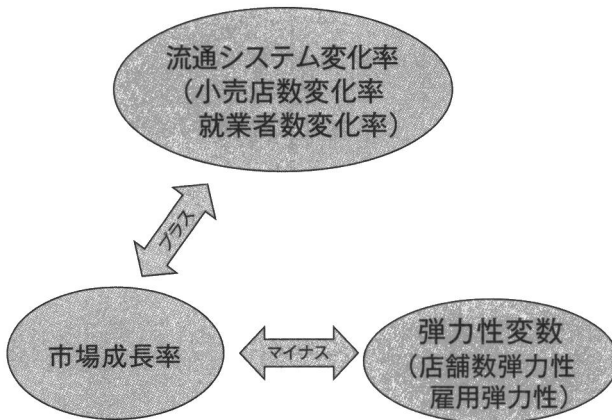 流通システム変化率
(小売店数変化率
就業者数変化率)
プラス
市場成長率
マイナス
弾力性変数
(店舗数弾力性
雇用弾力性)